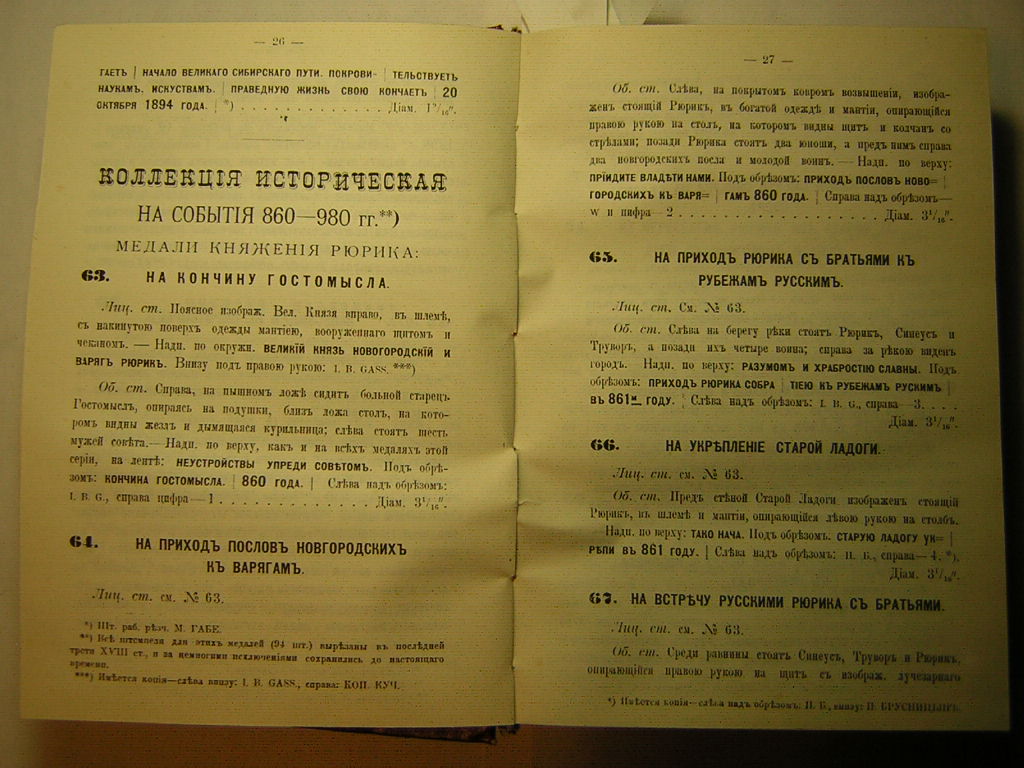 — 26 —
ГАЕТЪ | НАЧАЛО ВЕЛИКАГО СИБИРСКАГО ПУТИ. ПОКРОВИ- | ТЕЛЬСТВУЕТЪ
НАУКАМЪ, ИСКУСТВАМЪ. | ПРАВЕДНУЮ ЖИЗНЬ СВОЮ КОНЧАЕТЪ | 20
ОКТЯБРЯ 1894 ГОДА. | *) . . . . . . . . . . . . . Діам.
КОЛЛЕКЦІЯ ИСТОРИЧЕСКАЯ
НА СОБЫТІЯ 860—980 гг.**)
МЕДАЛИ КНЯЖЕНІЯ РЮРИКА:
63. НА КОНЧИНУ ГОСТОМЫСЛА.
Лиц. ст. Поясное изображ. Вел. Князя вправо, въ шлемѣ,
съ накинутою поверхъ одежды мантіею, вооруженнаго щитомъ и
чеканомъ. — Надп. по окружн. ВЕЛИКІЙ КНЯЗЬ НОВОГОРОДСКІЙ И
ВАРЯГЪ РЮРИКЪ. Внизу подъ правою рукою: I. B. GASS. ***)
Об. ст. Справа, на пышномъ ложѣ сидитъ больной старецъ
Гостомыслъ, опираясь на подушки, близъ ложа столъ, на кото-
ромъ видны жезлъ и дымящаяся курильница; слѣва стоятъ шесть
мужей совѣта.— Надп. по верху, какъ и на всѣхъ медаляхъ этой
серіи, на лентѣ: НЕУСТРОЙСТВЫ УПРЕДИ СОВѢТОМЪ. Подъ обрѣ-
зомъ: КОНЧИНА ГОСТОМЫСЛА. | 860 ГОДА. | Слѣва надъ обрѣзомъ:
I. B. G., справа цифра—1 . . . . . . . . . . . Діам. 3¹/₁₆".
64. НА ПРИХОДЪ ПОСЛОВЪ НОВГОРОДСКИХЪ
КЪ ВАРЯГАМЪ.
Лиц. ст. см. № 63.
*) Шт. раб. рѣзч. М. ГАБЕ.
**) Всѣ штемпеля для этихъ медалей (94 шт.) вырѣзаны въ послѣдней
трети XVIII ст., и за немногими исключеніями сохранились до настоящаго
времени.
***) Имѣется копія—слѣва внизу: I. B. GASS., справа: КОП. КУЧ.
— 27 —
Об. ст. Слѣва, на покрытомъ ковромъ возвышеніи, изобра-
женъ стоящій Рюрикъ, въ богатой одеждѣ и мантіи, опирающійся
правою рукою на столъ, на которомъ видны щитъ и колчанъ со
стрѣлами; позади Рюрика стоятъ два юноши, а предъ нимъ справа
два новгородскихъ посла и молодой воинъ. — Надп. по верху:
ПРІИДИТЕ ВЛАДѢТИ НАМИ. Подъ обрѣзомъ: ПРИХОДЪ ПОСЛОВЪ НОВО= |
ГОРОДСКИХЪ КЪ ВАРЯ= | ГАМЪ 860 ГОДА. | Справа надъ обрѣзомъ—
W и цифра—2 . . . . . . . . . . . . . . . . Діам. 3¹/₁₆".
65. НА ПРИХОДЪ РЮРИКА СЪ БРАТЬЯМИ КЪ
РУБЕЖАМЪ РУССКИМЪ.
Лиц. ст. См. № 63.
Об. ст. Слѣва на берегу рѣки стоятъ Рюрикъ, Синеусъ и
Труворъ, а позади ихъ четыре воина; справа за рѣкою виденъ
городъ. Надп. по верху: РАЗУМОМЪ И ХРАБРОСТІЮ СЛАВНЫ. Подъ
обрѣзомъ: ПРИХОДЪ РЮРИКА СОБРА | ТІЕЮ КЪ РУБЕЖАМЪ РУСКИМЪ |
ВЪ 861м ГОДУ. | Слѣва надъ обрѣзомъ: I. B. G., справа—3. . . .
Діам. 3¹/₁₆".
66. НА УКРѢПЛЕНІЕ СТАРОЙ ЛАДОГИ.
Лиц. ст. см. № 63.
Об. ст. Предъ стѣной Старой Ладоги изображенъ стоящій
Рюрикъ, въ шлемѣ и мантіи, опирающійся лѣвою рукою на столбъ.
Надп. по верху: ТАКО НАЧА. Подъ обрѣзомъ. СТАРУЮ ЛАДОГУ УК= |
РѢПИ ВЪ 861 ГОДУ. | Слѣва надъ обрѣзомъ: П. Б., справа—4. *).
Діам. 3¹/₁₆".
67. НА ВСТРѢЧУ РУССКИМИ РЮРИКА СЪ БРАТЬЯМИ.
Лиц. ст. см. № 63.
Об. ст. Среди равнины стоятъ Синеусъ, Труворъ и Рюрикъ,
опирающійся правою рукою на щитъ съ изображ. лучезарнаго
*) Имѣется копія—слѣва надъ обрѣзомъ: П. Б., внизу: П. БРУСНИЦЫНЪ.